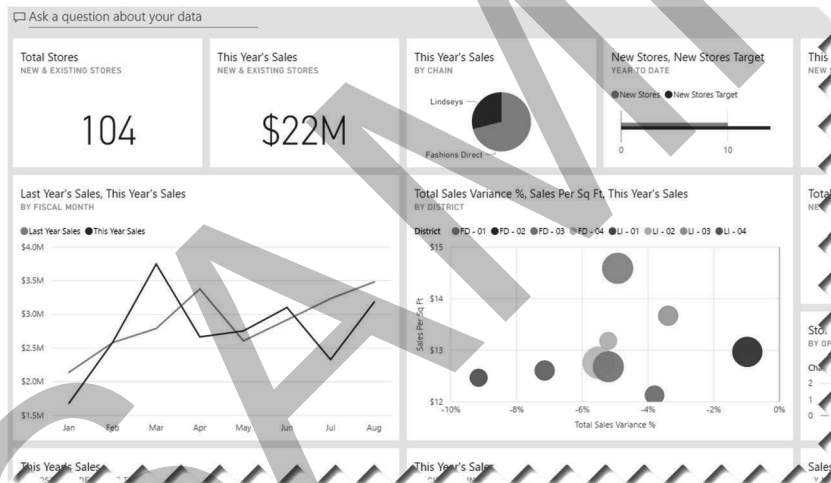 Ask a question about your data
Total Stores
NEW & EXISTING STORES
104
This Year's Sales
NEW & EXISTING STORES
$22M
This Year's Sales
BY CHAIN
Lindseys
Fashions Direct
New Stores, New Stores Target
YEAR TO DATE
New Stores New Stores Target
0 10
This
NEW
Last Year's Sales, This Year's Sales
BY FISCAL MONTH
Last Year Sales This Year Sales
$4.0M
$3.5M
$3.0M
$2.5M
$2.0M
$1.5M
Jan Feb Mar Apr May Jun Jul Aug
Total Sales Variance %, Sales Per Sq Ft, This Year's Sales
BY DISTRICT
District FD - 01 FD - 02 FD - 03 FD - 04 LI - 01 LI - 02 LI - 03 LI - 04
Sales Per Sq Ft
$15
$14
$13
$12
-10% -8% -6% -4% -2% 0%
Total Sales Variance %
2
1
0
This Year's Sales
This Year's Sales
Sales